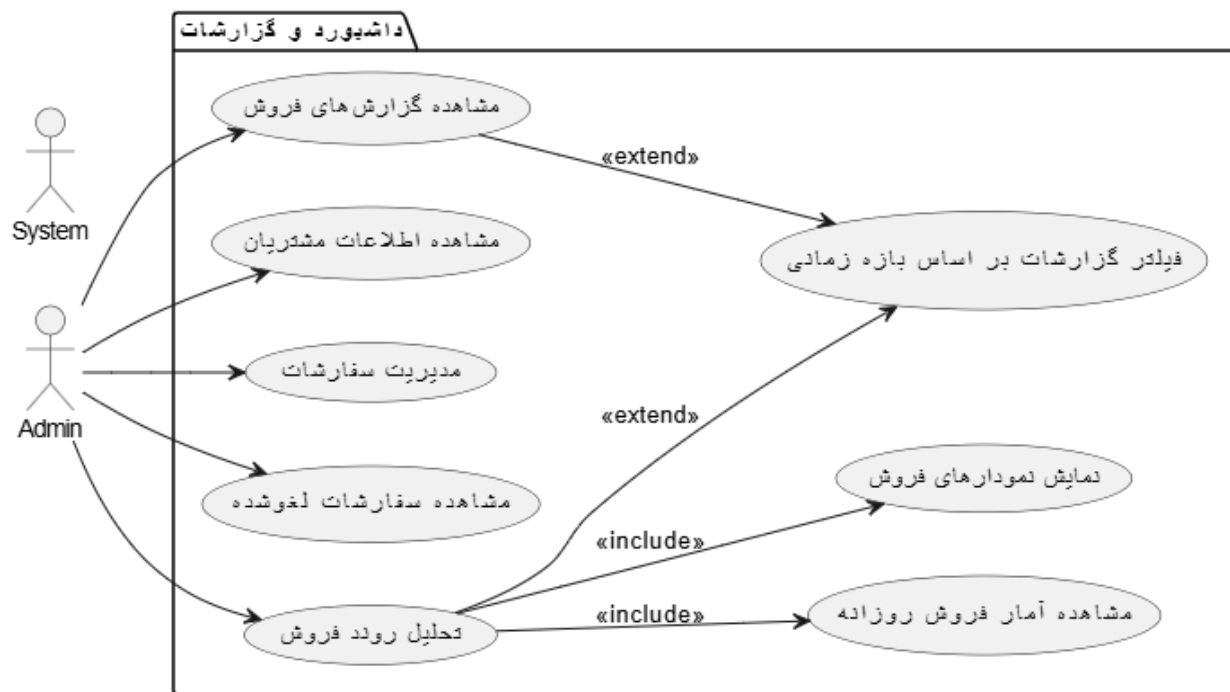 داشبورد و گزارشات
مشاهده گزارش‌های فروش
«extend»
System
مشاهده اطلاعات مشتریان
فیلتر گزارشات بر اساس بازه زمانی
مدیریت سفارشات
Admin
«extend»
نمایش نمودارهای فروش
مشاهده سفارشات لغوشده
«include»
مشاهده آمار فروش روزانه
«include»
تحلیل روند فروش